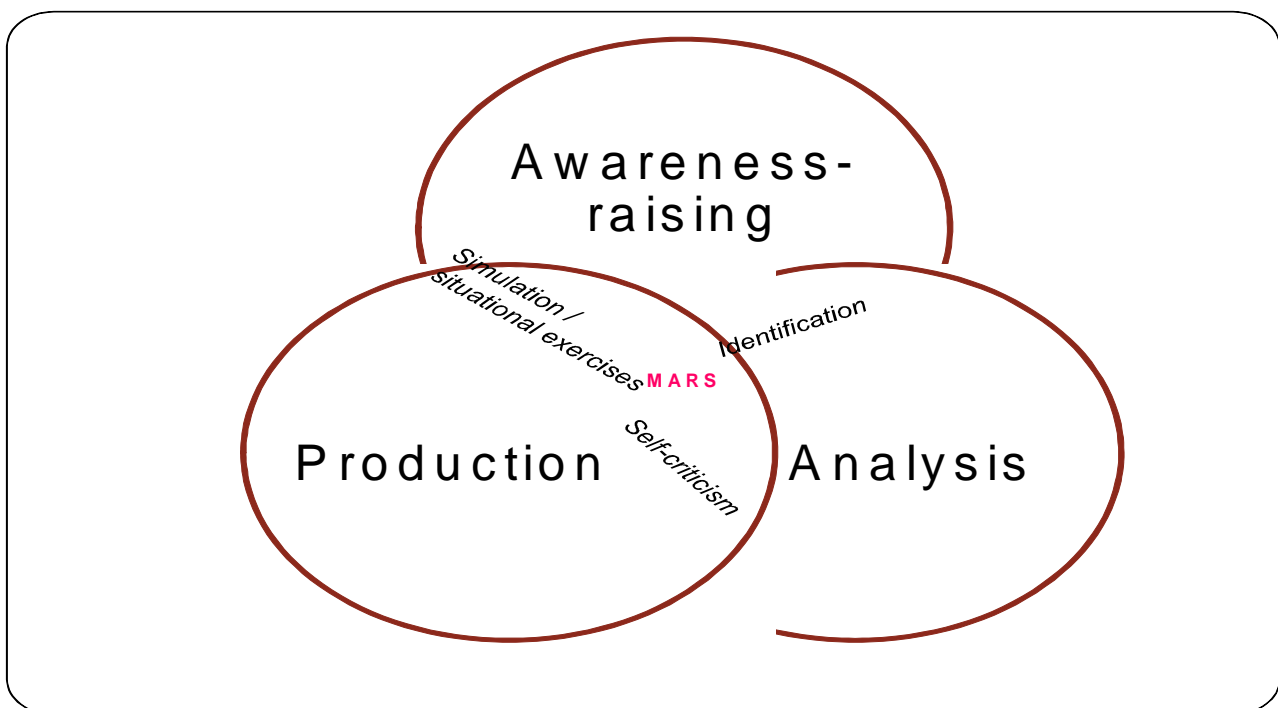 Awareness-
raising
Simulation /
situational exercises
Identification
MARS
Self-criticism
Production
Analysis